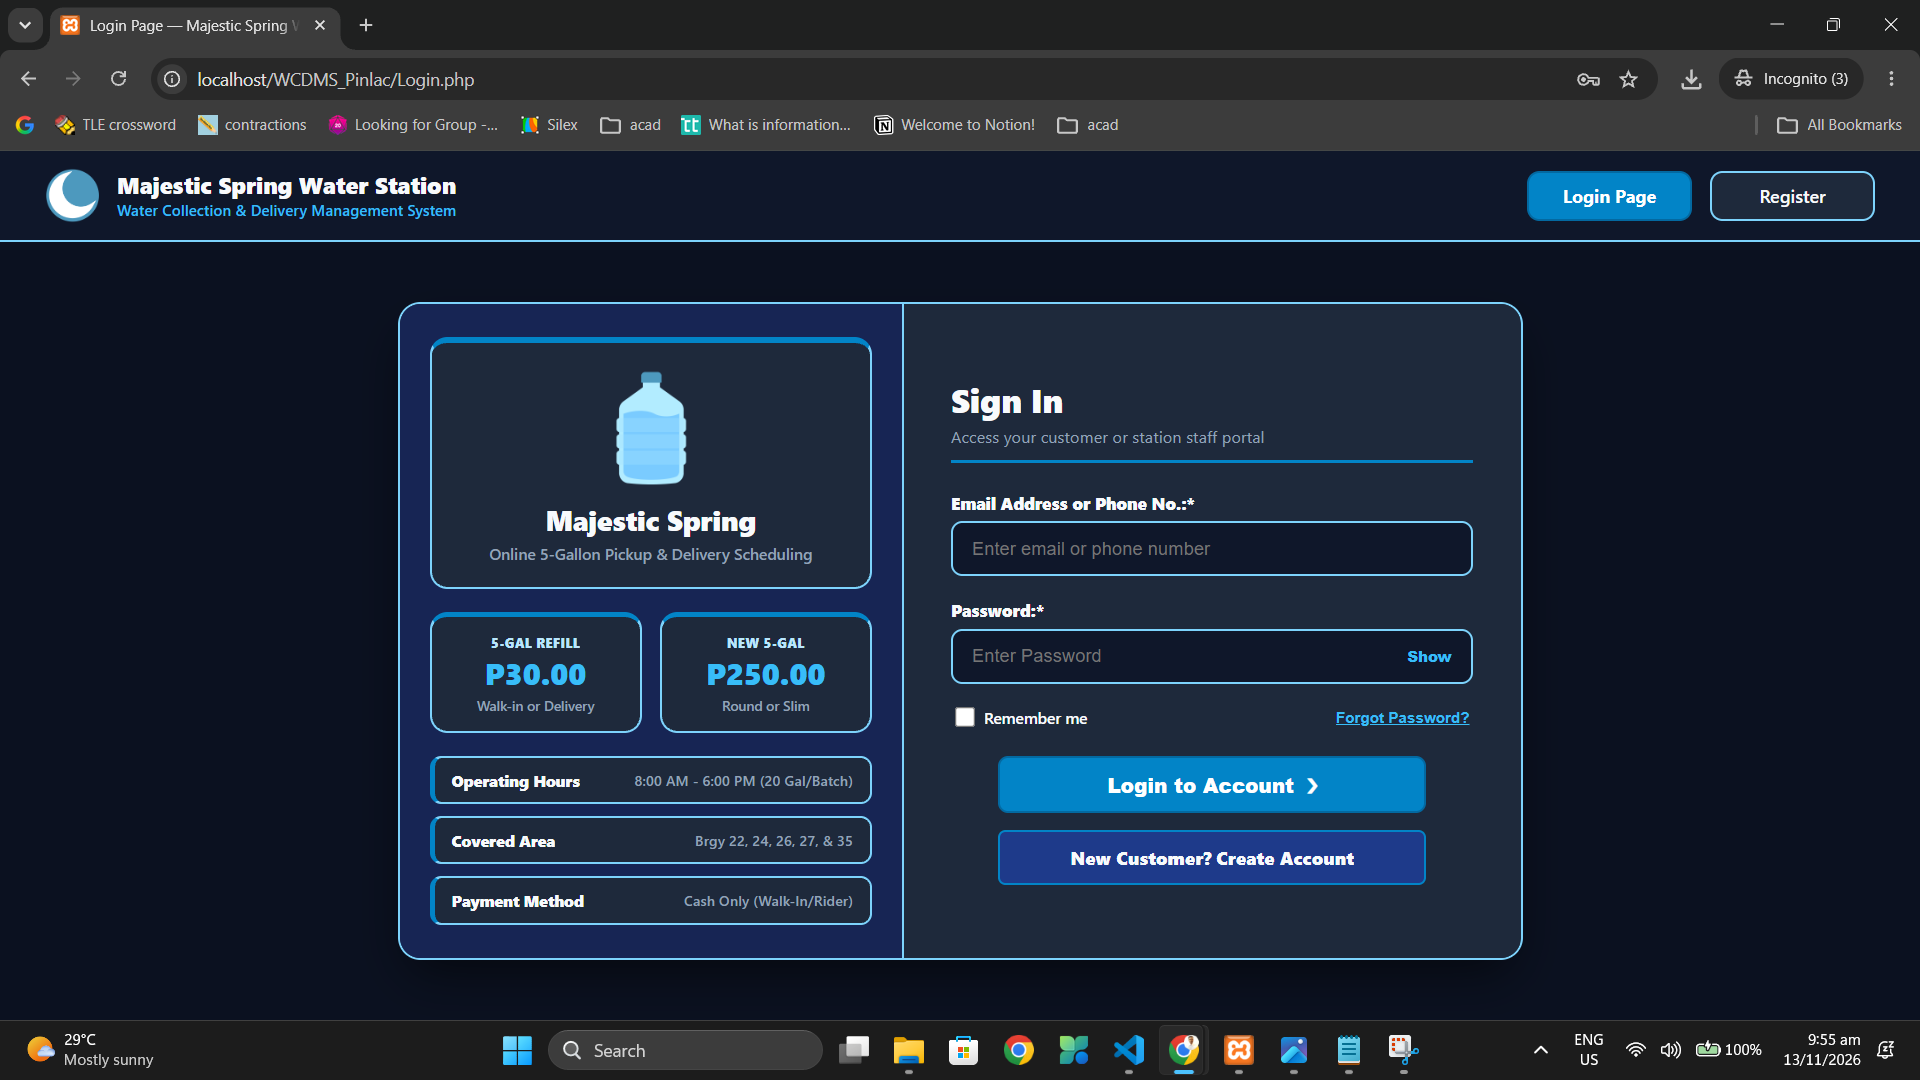 Login Page — Majestic Spring W
localhost/WCDMS_Pinlac/Login.php
Incognito (3)
TLE crossword
contractions
Looking for Group -...
Silex
acad
What is information...
Welcome to Notion!
acad
All Bookmarks
Majestic Spring Water Station
Water Collection & Delivery Management System
Login Page
Register
Majestic Spring
Online 5-Gallon Pickup & Delivery Scheduling
5-GAL REFILL
P30.00
Walk-in or Delivery
NEW 5-GAL
P250.00
Round or Slim
Operating Hours
8:00 AM - 6:00 PM (20 Gal/Batch)
Covered Area
Brgy 22, 24, 26, 27, & 35
Payment Method
Cash Only (Walk-In/Rider)
Sign In
Access your customer or station staff portal
Email Address or Phone No.:*
Enter email or phone number
Password:*
Enter Password
Show
Remember me
Forgot Password?
Login to Account ❯
New Customer? Create Account
29°C
Mostly sunny
Search
ENG
US
100%
9:55 am
13/11/2026